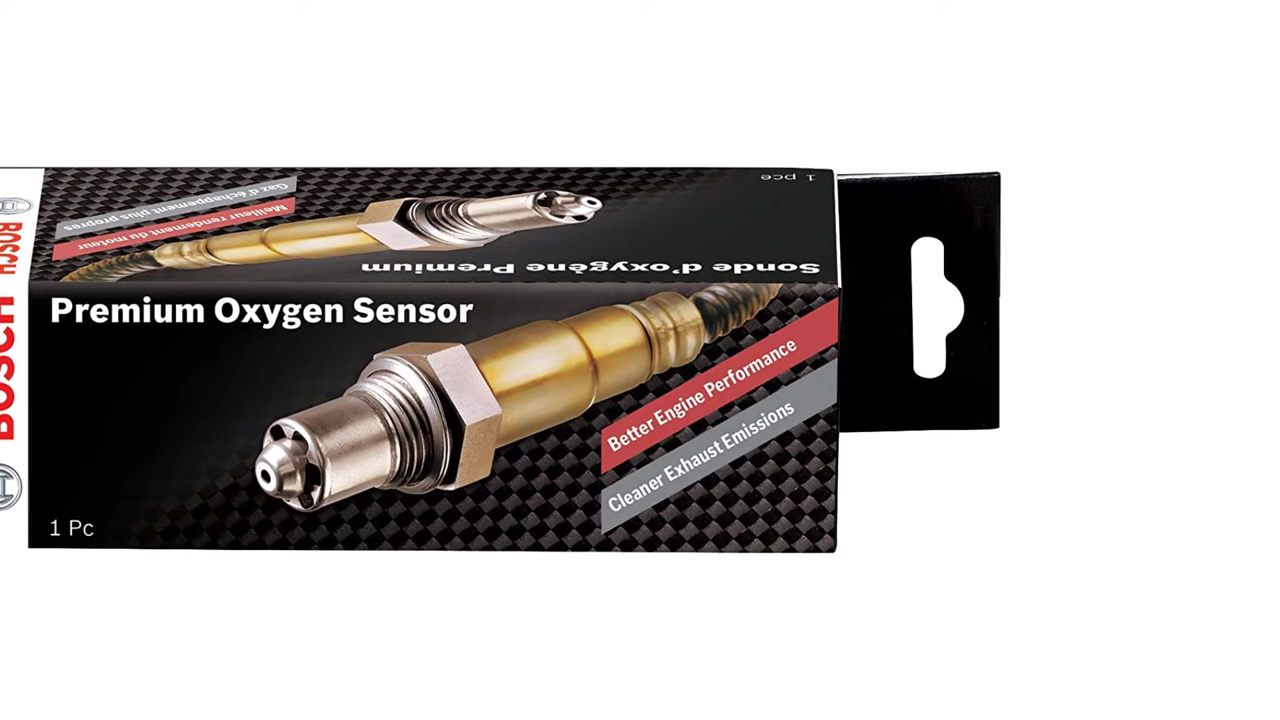 BOSCH
BOSCH
Gaz d'échappement plus propres
Meilleur rendement du moteur
1 pce
Sonde d'oxygène Premium
Premium Oxygen Sensor
Better Engine Performance
Cleaner Exhaust Emissions
1 Pc